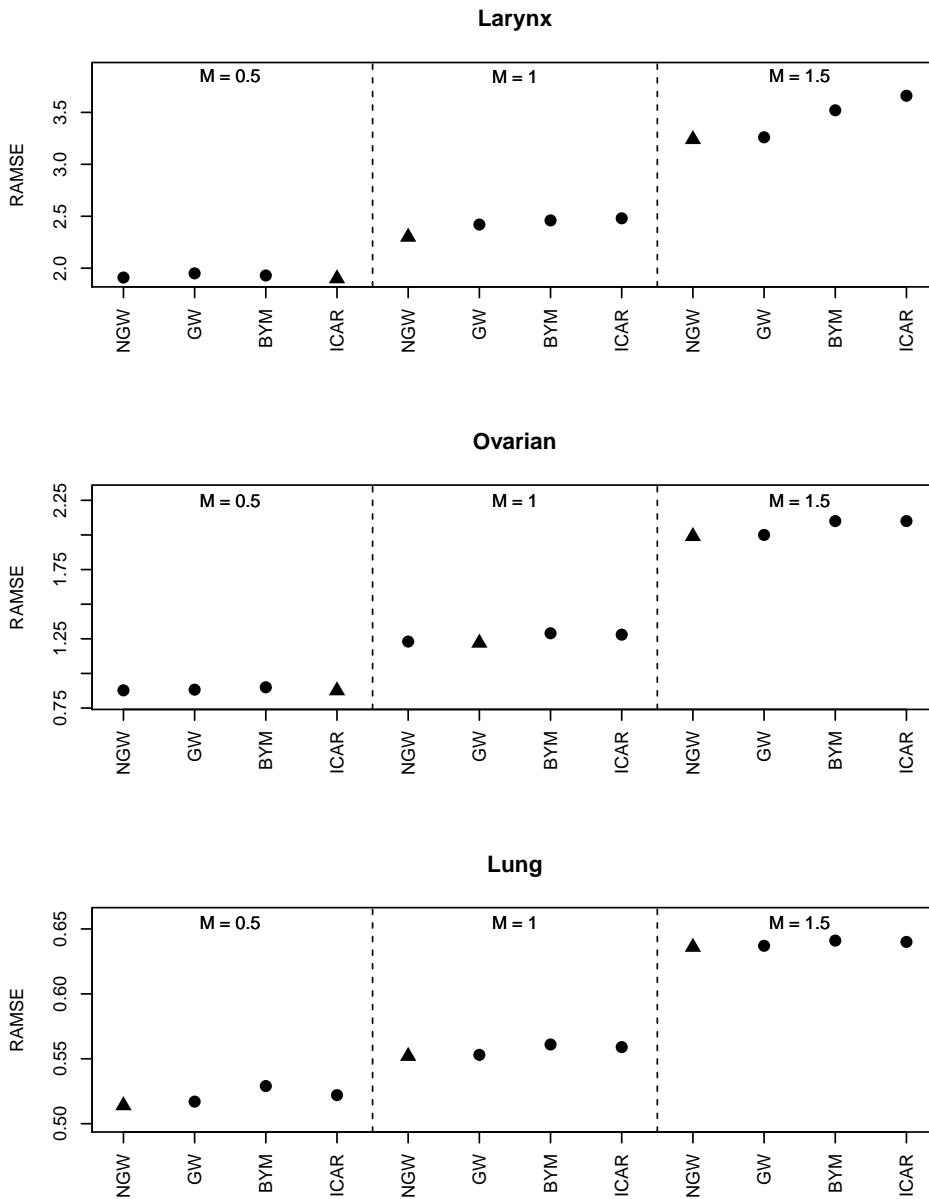 Larynx
M = 0.5 M = 1 M = 1.5
RAMSE
3.5
3.0
2.5
2.0
NGW GW BYM ICAR NGW GW BYM ICAR NGW GW BYM ICAR
Ovarian
M = 0.5 M = 1 M = 1.5
RAMSE
2.25
1.75
1.25
0.75
NGW GW BYM ICAR NGW GW BYM ICAR NGW GW BYM ICAR
Lung
M = 0.5 M = 1 M = 1.5
RAMSE
0.65
0.60
0.55
0.50
NGW GW BYM ICAR NGW GW BYM ICAR NGW GW BYM ICAR